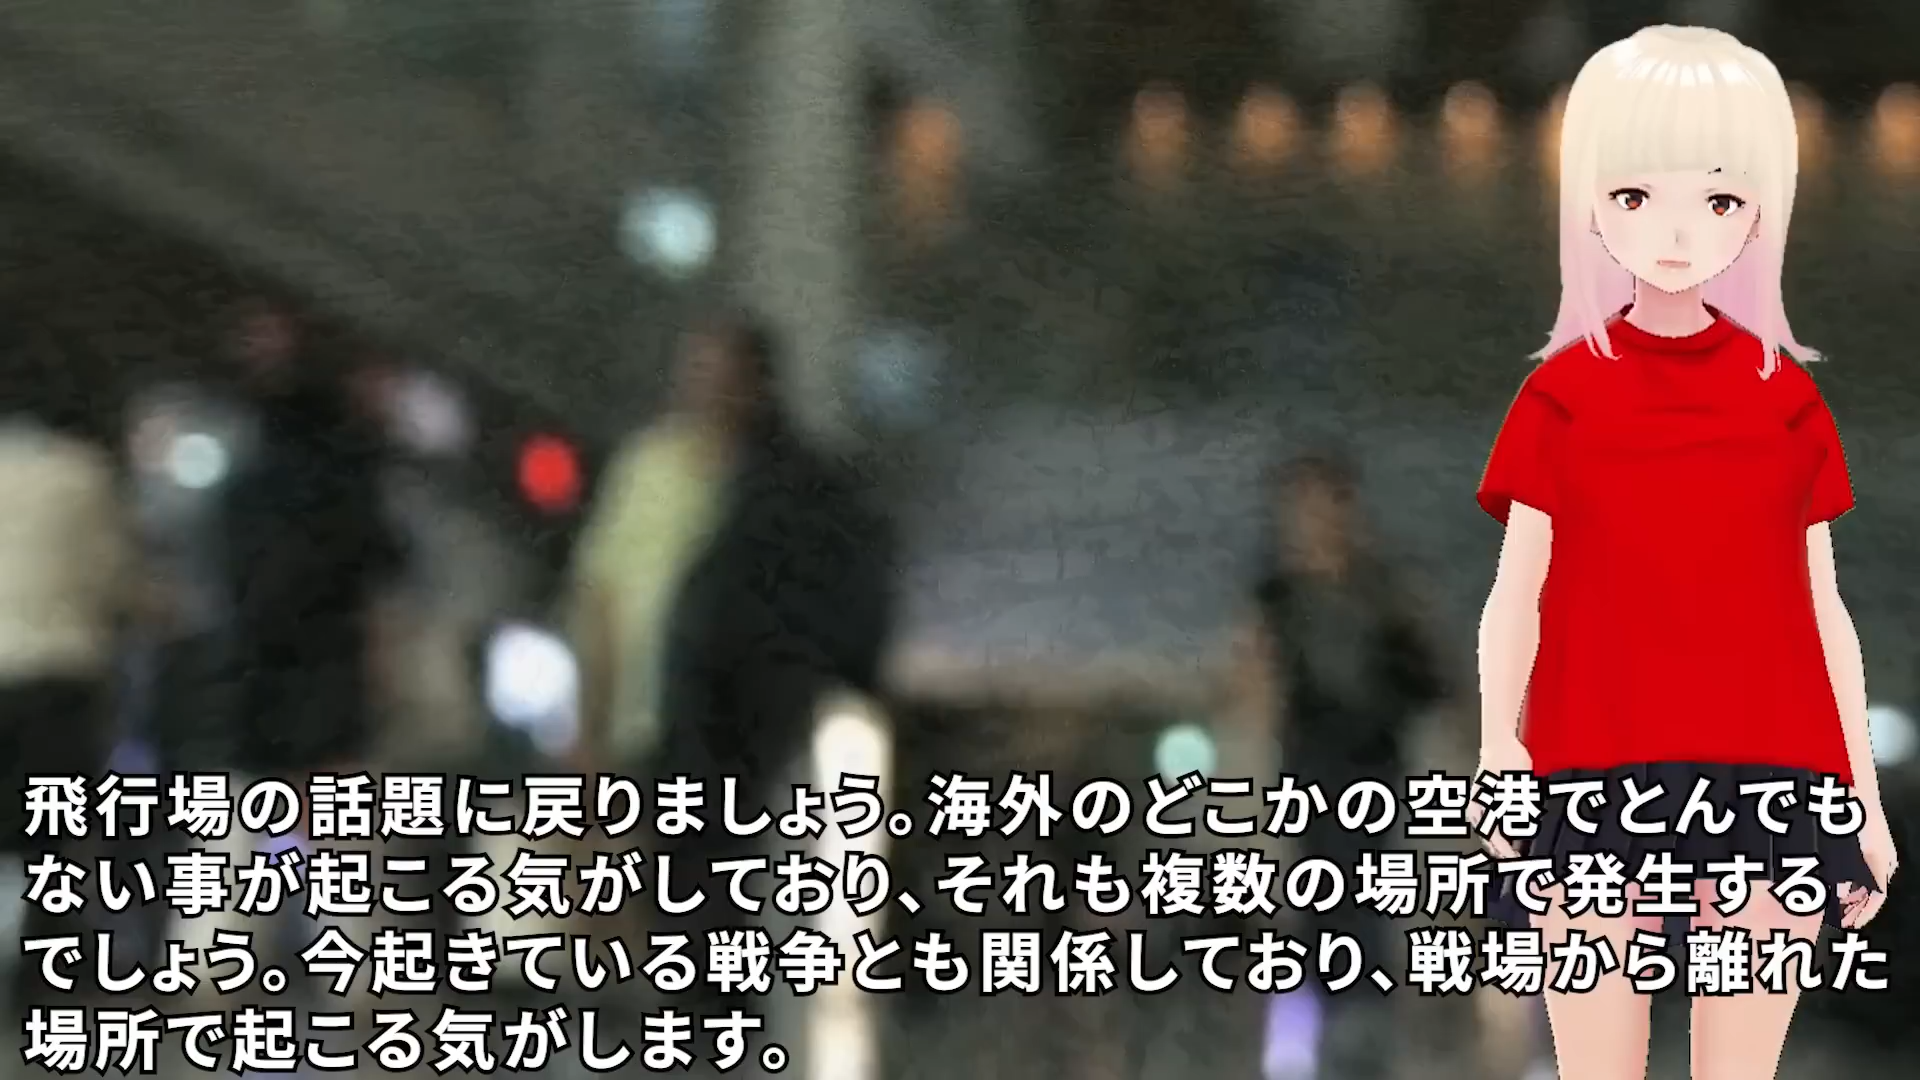 飛行場の話題に戻りましょう。海外のどこかの空港でとんでも
ない事が起こる気がしており、それも複数の場所で発生する
でしょう。今起きている戦争とも関係しており、戦場から離れた
場所で起こる気がします。